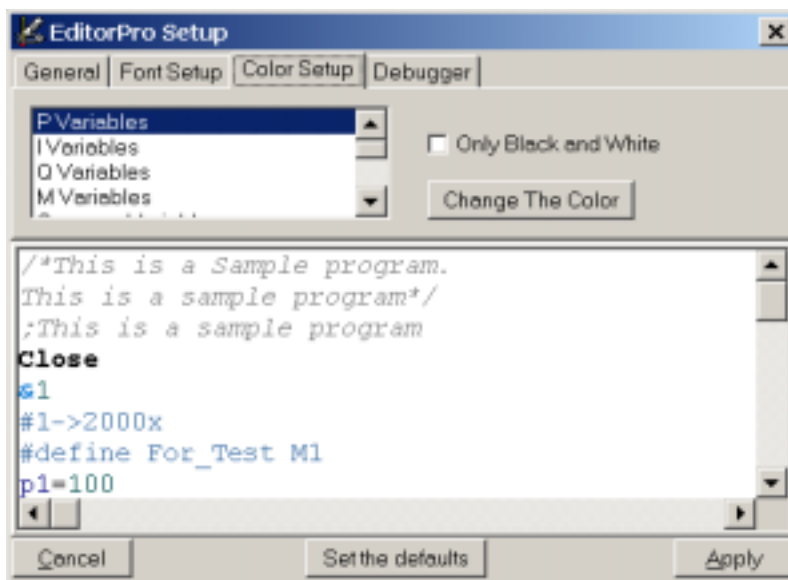 EditorPro Setup
General Font Setup Color Setup Debugger
P Variables
I Variables
Q Variables
M Variables
Only Black and White
Change The Color
/*This is a Sample program.
This is a sample program*/
;This is a sample program
Close
&1
#1->2000x
#define For_Test M1
p1=100
Cancel Set the defaults Apply